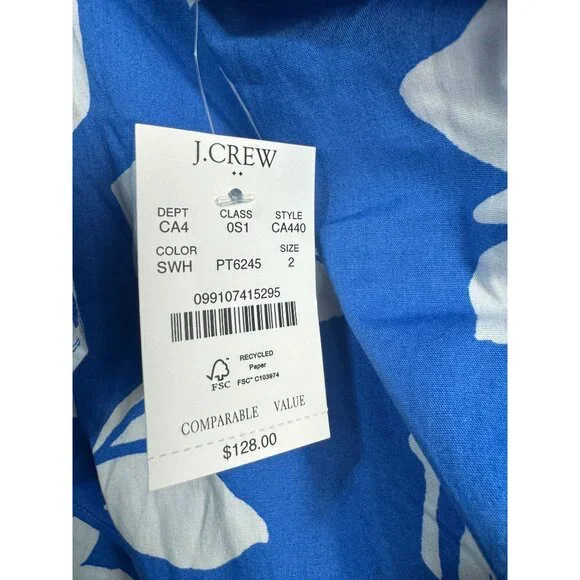 J.CREW
DEPT CLASS STYLE
CA4 0S1 CA440
COLOR SIZE
SWH PT6245 2
099107415295
RECYCLED
Paper
FSC FSC® C103974
COMPARABLE VALUE
$128.00